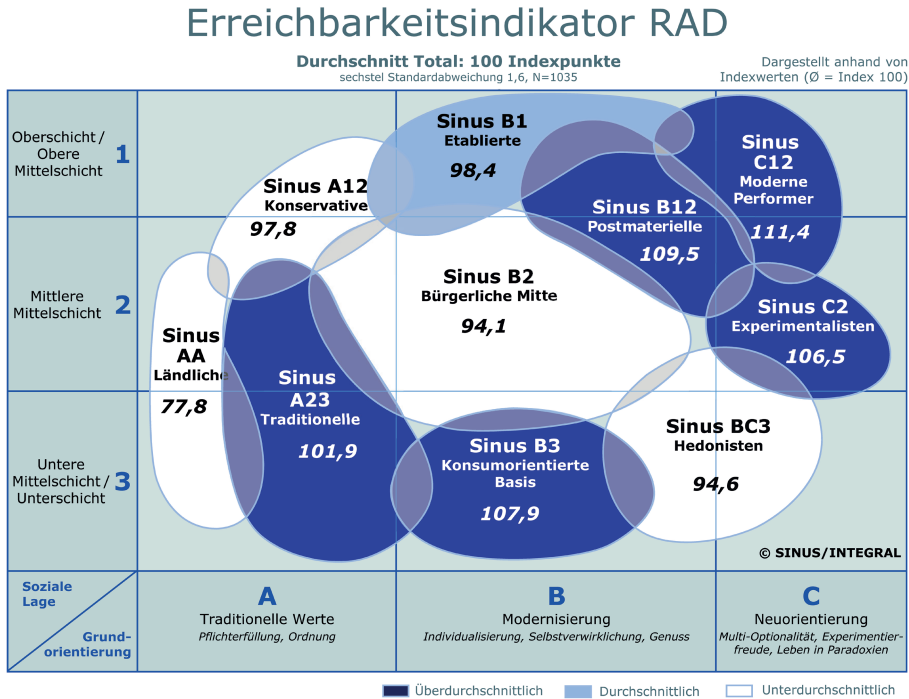 Erreichbarkeitsindikator RAD
Durchschnitt Total: 100 Indexpunkte
sechstel Standardabweichung 1,6, N=1035
Dargestellt anhand von
Indexwerten (Ø = Index 100)
Oberschicht /
Obere
Mittelschicht
1
Sinus B1
Etablierte
98,4
Sinus
C12
Moderne
Performer
111,4
Sinus A12
Konservative
97,8
Sinus B12
Postmaterielle
109,5
Mittlere
Mittelschicht
2
Sinus B2
Bürgerliche Mitte
94,1
Sinus C2
Experimentalisten
106,5
Sinus
AA
Ländliche
77,8
Sinus
A23
Traditionelle
101,9
Untere
Mittelschicht /
Unterschicht
3
Sinus B3
Konsumorientierte
Basis
107,9
Sinus BC3
Hedonisten
94,6
© SINUS/INTEGRAL
Soziale
Lage
Grund-
orientierung
A
Traditionelle Werte
Pflichterfüllung, Ordnung
B
Modernisierung
Individualisierung, Selbstverwirklichung, Genuss
C
Neuorientierung
Multi-Optionalität, Experimentier-
freude, Leben in Paradoxien
Überdurchschnittlich
Durchschnittlich
Unterdurchschnittlich